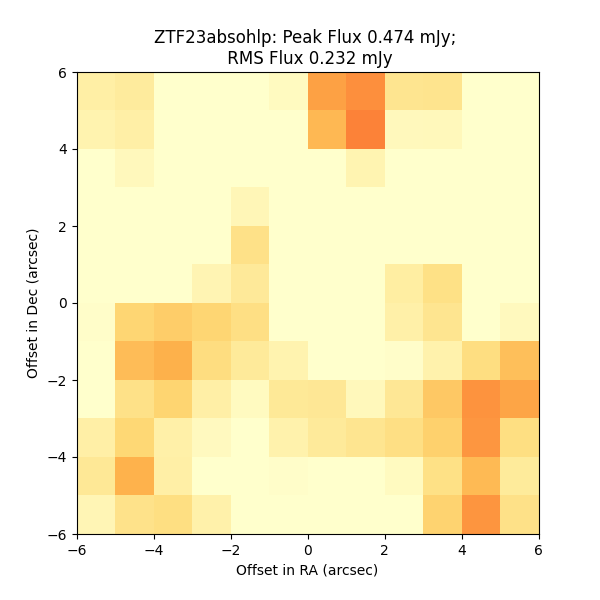 ZTF23absohlp: Peak Flux 0.474 mJy;
RMS Flux 0.232 mJy
6
4
2
0
−2
−4
−6
Offset in Dec (arcsec)
−6 −4 −2 0 2 4 6
Offset in RA (arcsec)